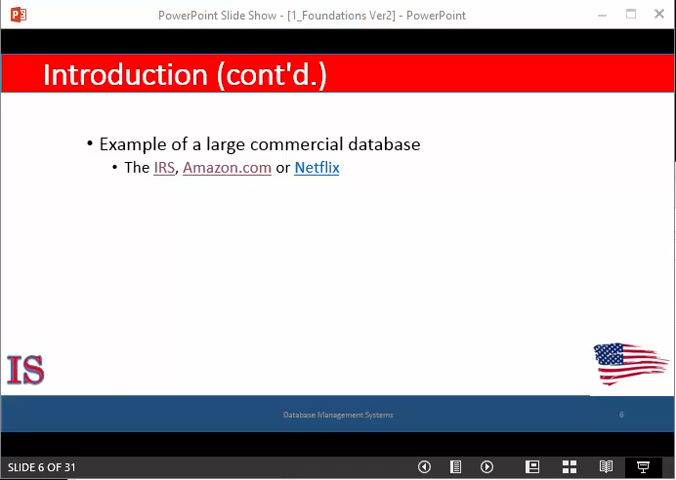 PowerPoint Slide Show - [1_Foundations Ver2] - PowerPoint
Introduction (cont'd.)
• Example of a large commercial database
• The IRS, Amazon.com or Netflix
IS
Database Management Systems
6
SLIDE 6 OF 31